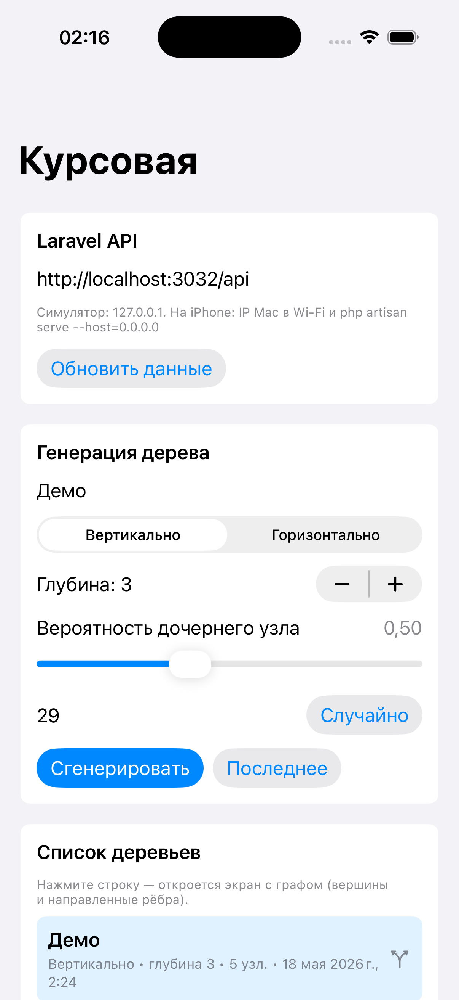 02:16
Курсовая
Laravel API
http://localhost:3032/api
Симулятор: 127.0.0.1. На iPhone: IP Mac в Wi-Fi и php artisan
serve --host=0.0.0.0
Обновить данные
Генерация дерева
Демо
Вертикально Горизонтально
Глубина: 3
Вероятность дочернего узла 0,50
29 Случайно
Сгенерировать Последнее
Список деревьев
Нажмите строку — откроется экран с графом (вершины
и направленные рёбра).
Демо
Вертикально • глубина 3 • 5 узл. • 18 мая 2026 г.,
2:24